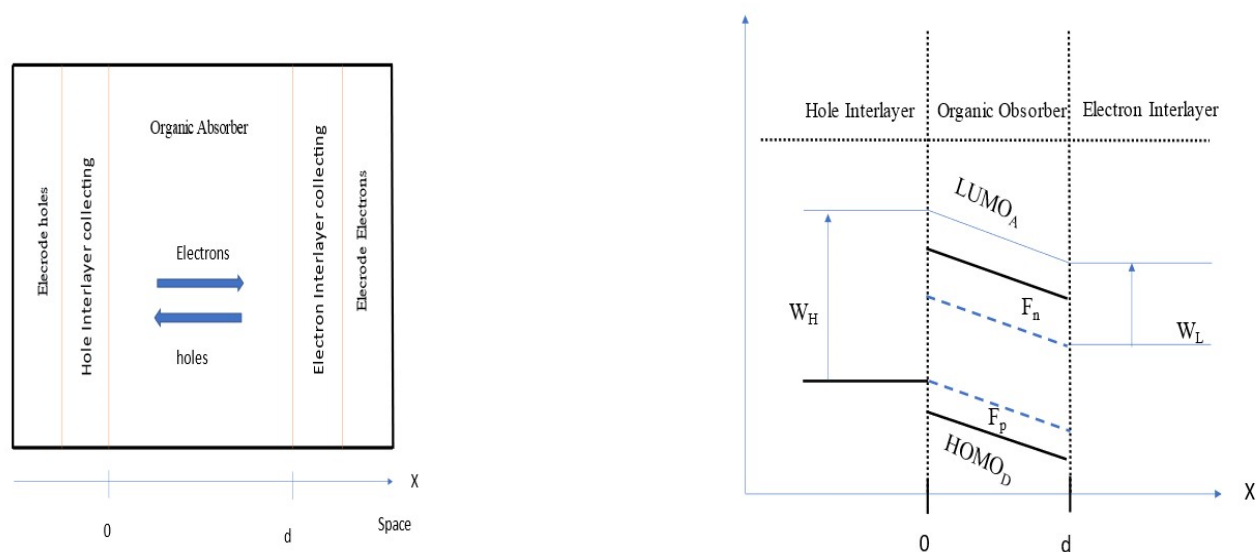 Organic Absorber
Elecrode holes
Hole Interlayer collecting
Electrons
holes
Electron Interlayer collecting
Elecrode Electrons
X
0
d
Space
Hole Interlayer
Organic Obsorber
Electron Interlayer
LUMO_A
W_H
F_n
W_L
F_p
HOMO_D
X
0
d